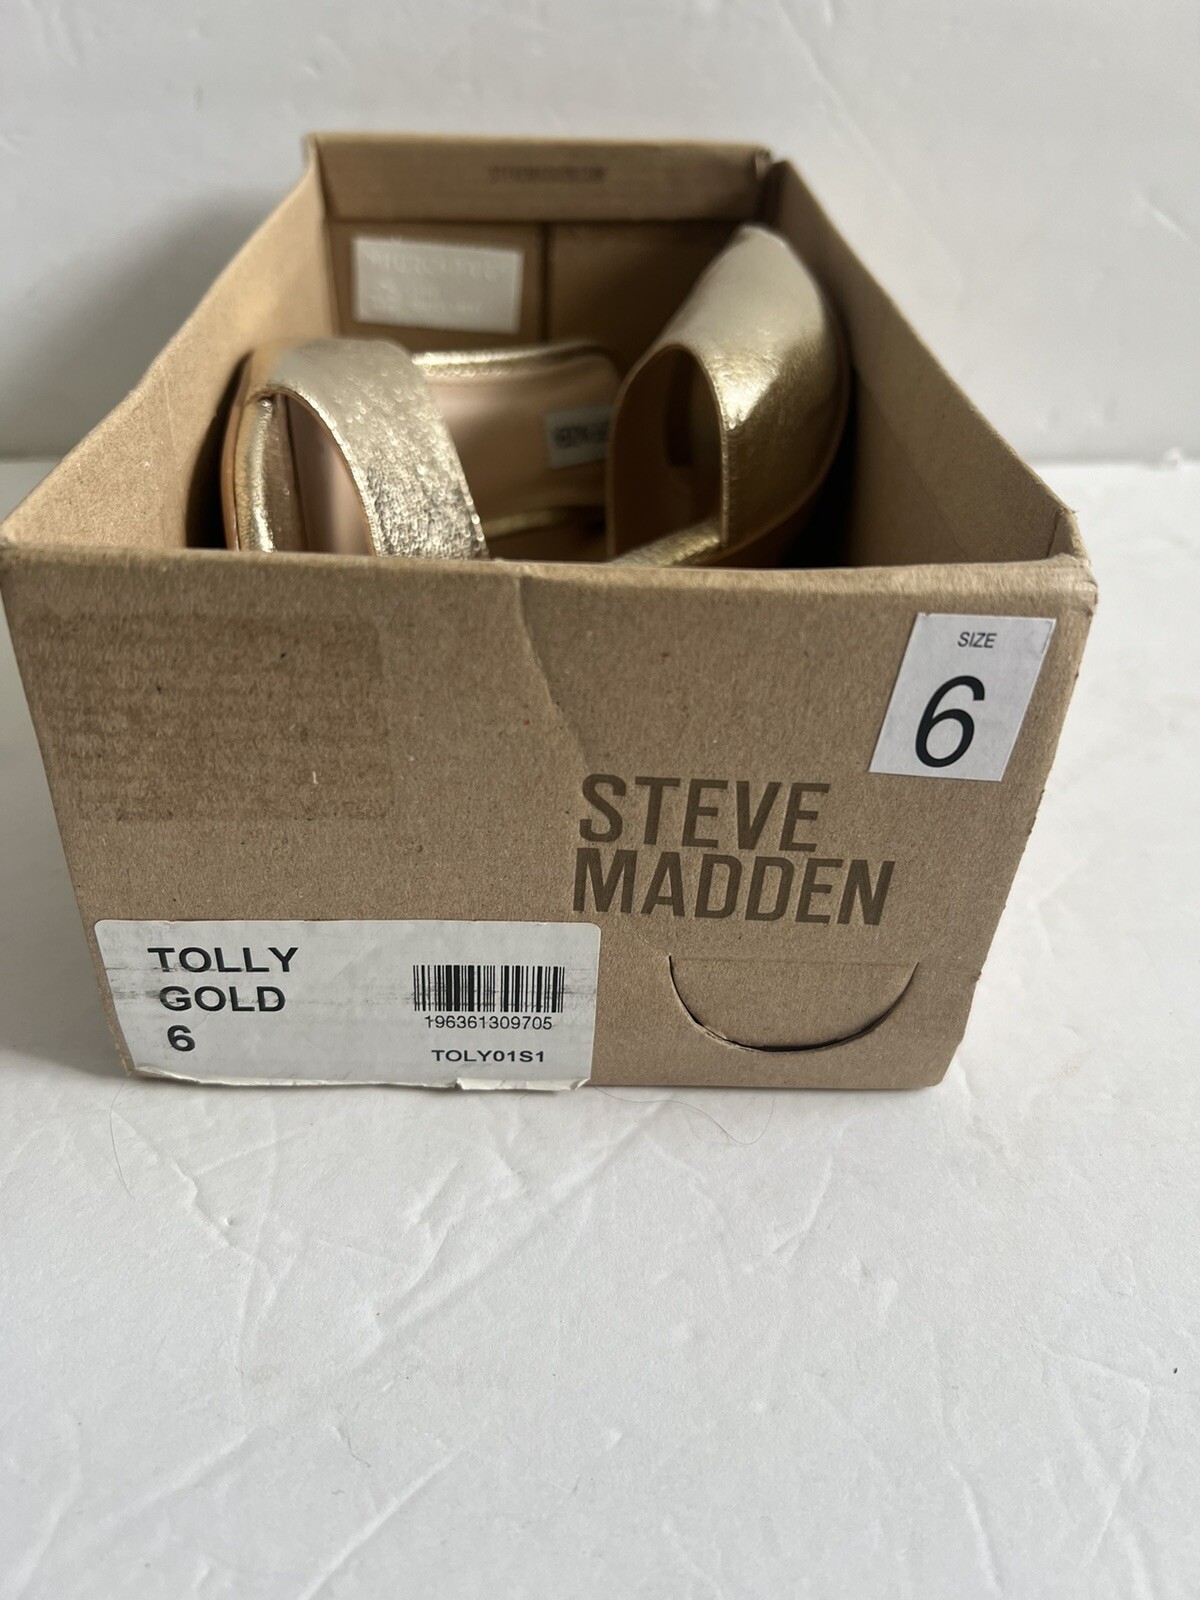 SIZE
6
STEVE
MADDEN
TOLLY
GOLD
6
196361309705
TOLY01S1